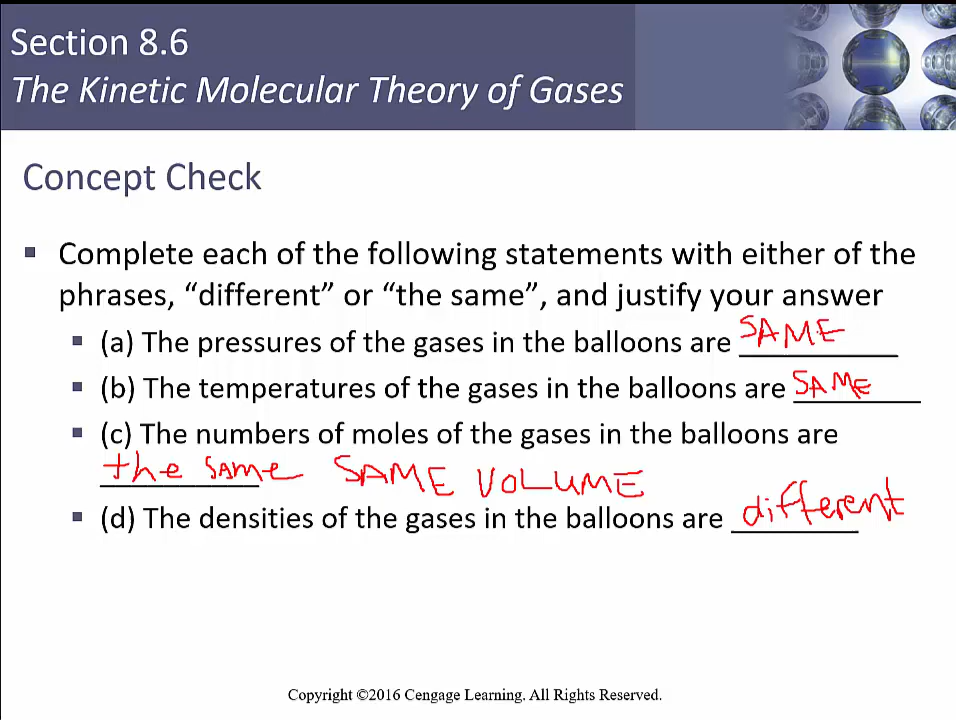 Section 8.6
The Kinetic Molecular Theory of Gases
Concept Check
Complete each of the following statements with either of the
phrases, “different” or “the same”, and justify your answer
(a) The pressures of the gases in the balloons are SAME
(b) The temperatures of the gases in the balloons are SAME
(c) The numbers of moles of the gases in the balloons are
the same SAME VOLUME
(d) The densities of the gases in the balloons are different
Copyright ©2016 Cengage Learning. All Rights Reserved.